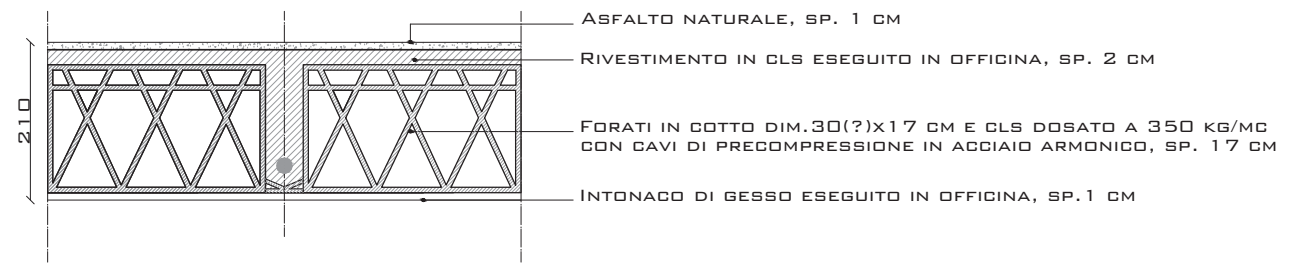 Asfalto naturale, sp. 1 cm
Rivestimento in cls eseguito in officina, sp. 2 cm
210
Forati in cotto dim.30(?)x17 cm e cls dosato a 350 kg/mc
con cavi di precompressione in acciaio armonico, sp. 17 cm
Intonaco di gesso eseguito in officina, sp.1 cm